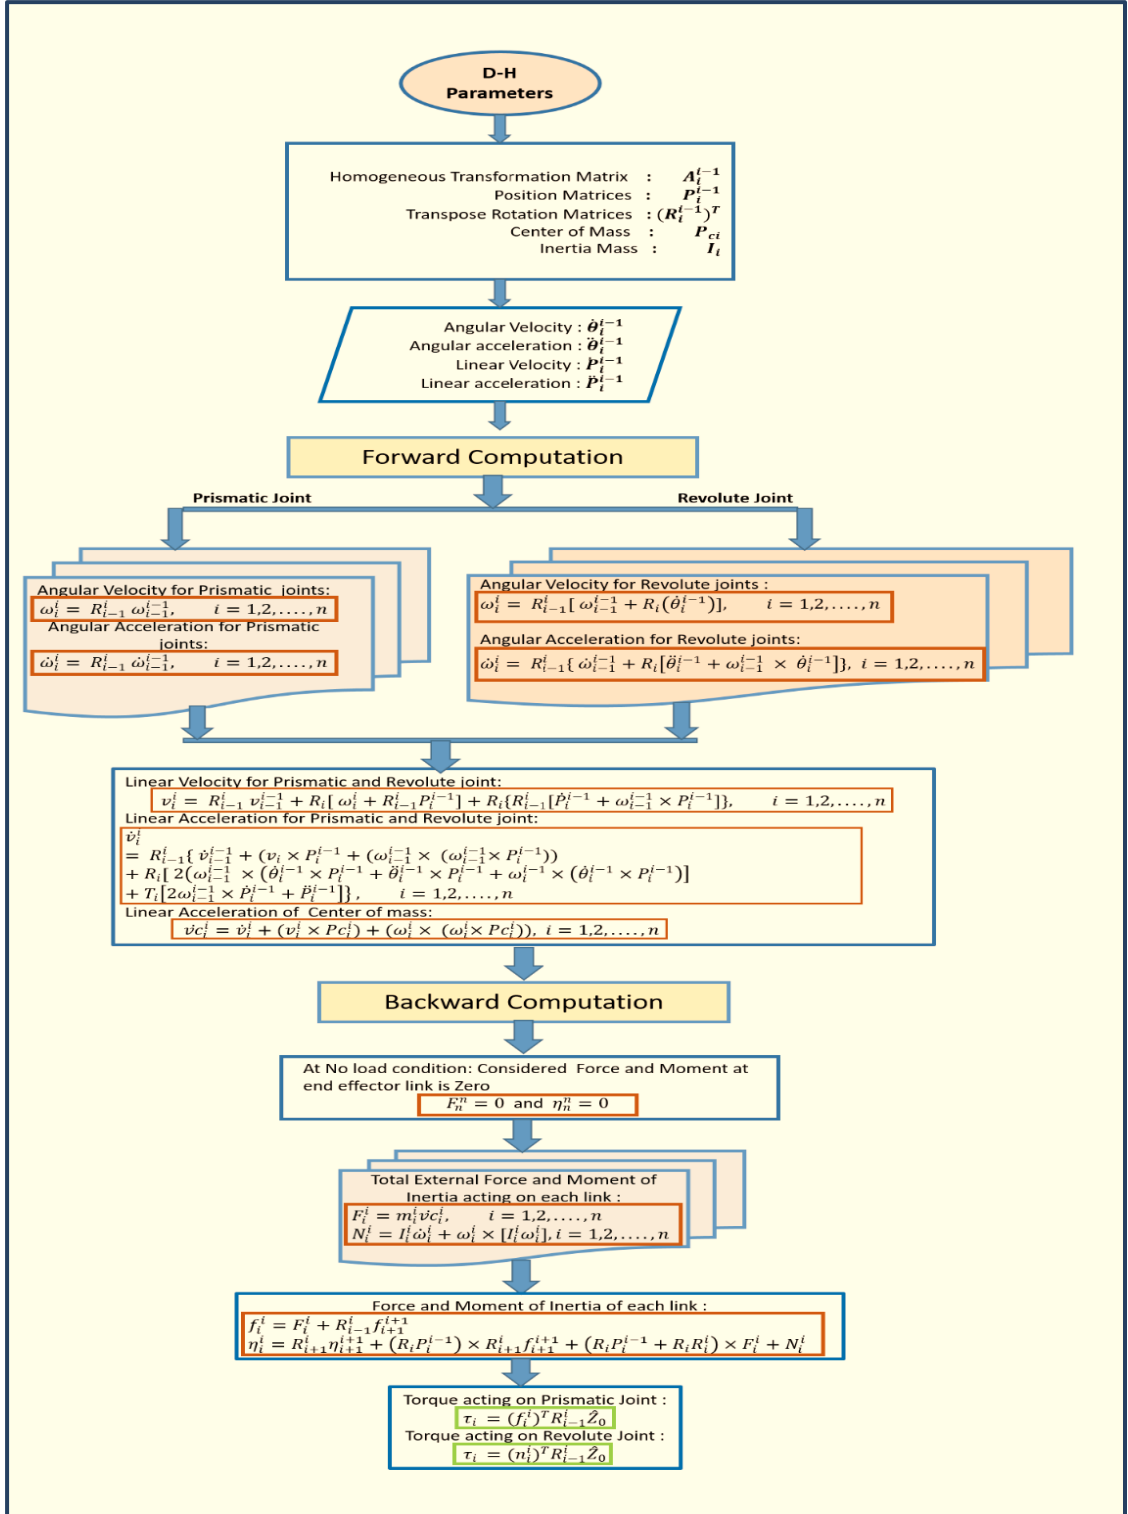 D-H
Parameters
Homogeneous Transformation Matrix : A_i^{i−1}
Position Matrices : P_i^{i−1}
Transpose Rotation Matrices : (R_i^{i−1})^T
Center of Mass : P_{ci}
Inertia Mass : I_i
Angular Velocity : θ̇_i^{i−1}
Angular acceleration : θ̈_i^{i−1}
Linear Velocity : Ṗ_i^{i−1}
Linear acceleration : P̈_i^{i−1}
Forward Computation
Prismatic Joint
Revolute Joint
Angular Velocity for Prismatic joints:
ω_i^i = R_{i−1}^i ω_{i−1}^{i−1}, i = 1,2,....,n
Angular Acceleration for Prismatic
joints:
ω̇_i^i = R_{i−1}^i ω̇_{i−1}^{i−1}, i = 1,2,....,n
Angular Velocity for Revolute joints :
ω_i^i = R_{i−1}^i[ ω_{i−1}^{i−1} + R_i(θ̇_i^{i−1})], i = 1,2,....,n
Angular Acceleration for Revolute joints:
ω̇_i^i = R_{i−1}^i{ ω̇_{i−1}^{i−1} + R_i[θ̈_i^{i−1} + ω_{i−1}^{i−1} × θ̇_i^{i−1}]}, i = 1,2,....,n
Linear Velocity for Prismatic and Revolute joint:
v_i^i = R_{i−1}^i v_{i−1}^{i−1} + R_i[ ω_i^i + R_{i−1}^i P_i^{i−1}] + R_i{R_{i−1}^i[Ṗ_i^{i−1} + ω_{i−1}^{i−1} × P_i^{i−1}]}, i = 1,2,....,n
Linear Acceleration for Prismatic and Revolute joint:
v̇_i^i
= R_{i−1}^i{ v̇_{i−1}^{i−1} + (v_i × P_i^{i−1} + (ω_{i−1}^{i−1} × (ω_{i−1}^{i−1} × P_i^{i−1}))
+ R_i[ 2(ω_{i−1}^{i−1} × (θ̇_i^{i−1} × P_i^{i−1} + θ̈_i^{i−1} × P_i^{i−1} + ω_i^{i−1} × (θ̇_i^{i−1} × P_i^{i−1})]
+ T_i[2ω_{i−1}^{i−1} × Ṗ_i^{i−1} + P̈_i^{i−1}]} , i = 1,2,....,n
Linear Acceleration of Center of mass:
v̇c_i^i = v̇_i^i + (v_i^i × Pc_i^i) + (ω_i^i × (ω_i^i × Pc_i^i)), i = 1,2,....,n
Backward Computation
At No load condition: Considered Force and Moment at
end effector link is Zero
F_n^n = 0 and η_n^n = 0
Total External Force and Moment of
Inertia acting on each link :
F_i^i = m_i^i v̇c_i^i, i = 1,2,....,n
N_i^i = I_i^i ω̇_i^i + ω_i^i × [I_i^i ω_i^i], i = 1,2,....,n
Force and Moment of Inertia of each link :
f_i^i = F_i^i + R_{i−1}^i f_{i+1}^{i+1}
η_i^i = R_{i+1}^i η_{i+1}^{i+1} + (R_i P_i^{i−1}) × R_{i+1}^i f_{i+1}^{i+1} + (R_i P_i^{i−1} + R_i R_i^i) × F_i^i + N_i^i
Torque acting on Prismatic Joint :
τ_i = (f_i^i)^T R_{i−1}^i Ẑ_0
Torque acting on Revolute Joint :
τ_i = (n_i^i)^T R_{i−1}^i Ẑ_0